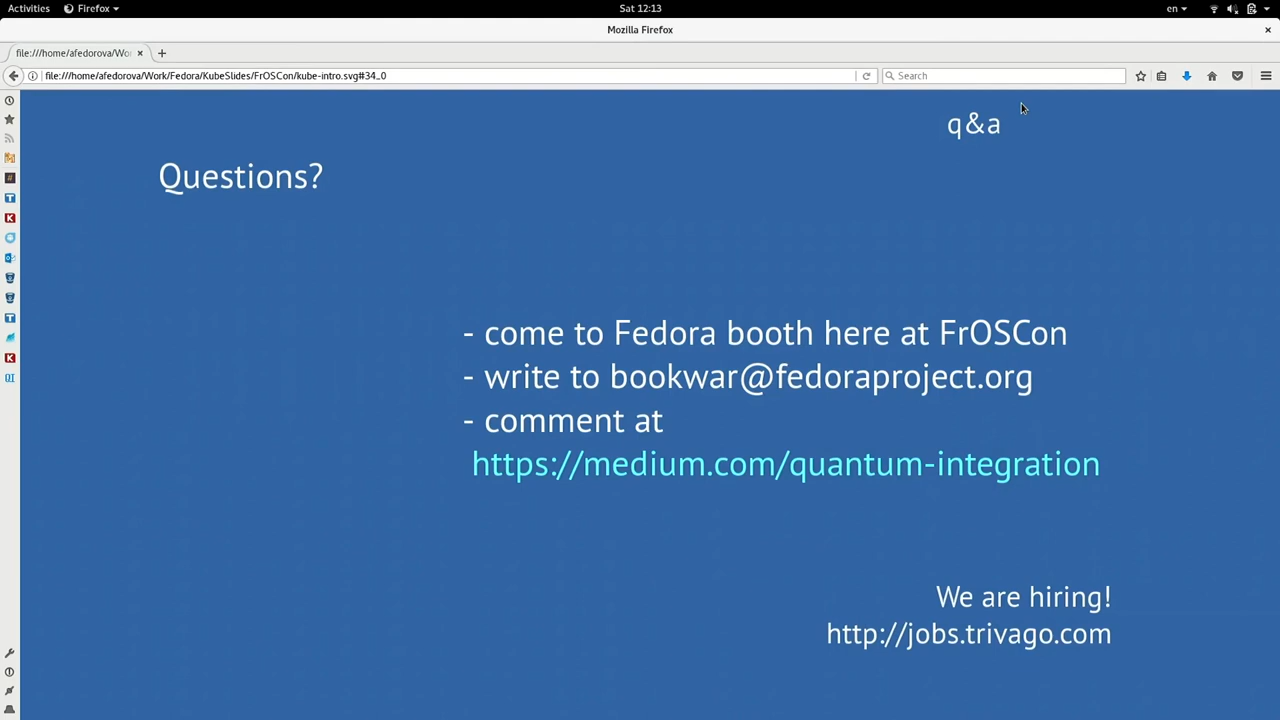 Activities Firefox Sat 12:13 en
Mozilla Firefox
file:///home/afedorova/Wor
file:///home/afedorova/Work/Fedora/KubeSlides/FrOSCon/kube-intro.svg#34_0 Search
q&a
Questions?
- come to Fedora booth here at FrOSCon
- write to bookwar@fedoraproject.org
- comment at
https://medium.com/quantum-integration
We are hiring!
http://jobs.trivago.com